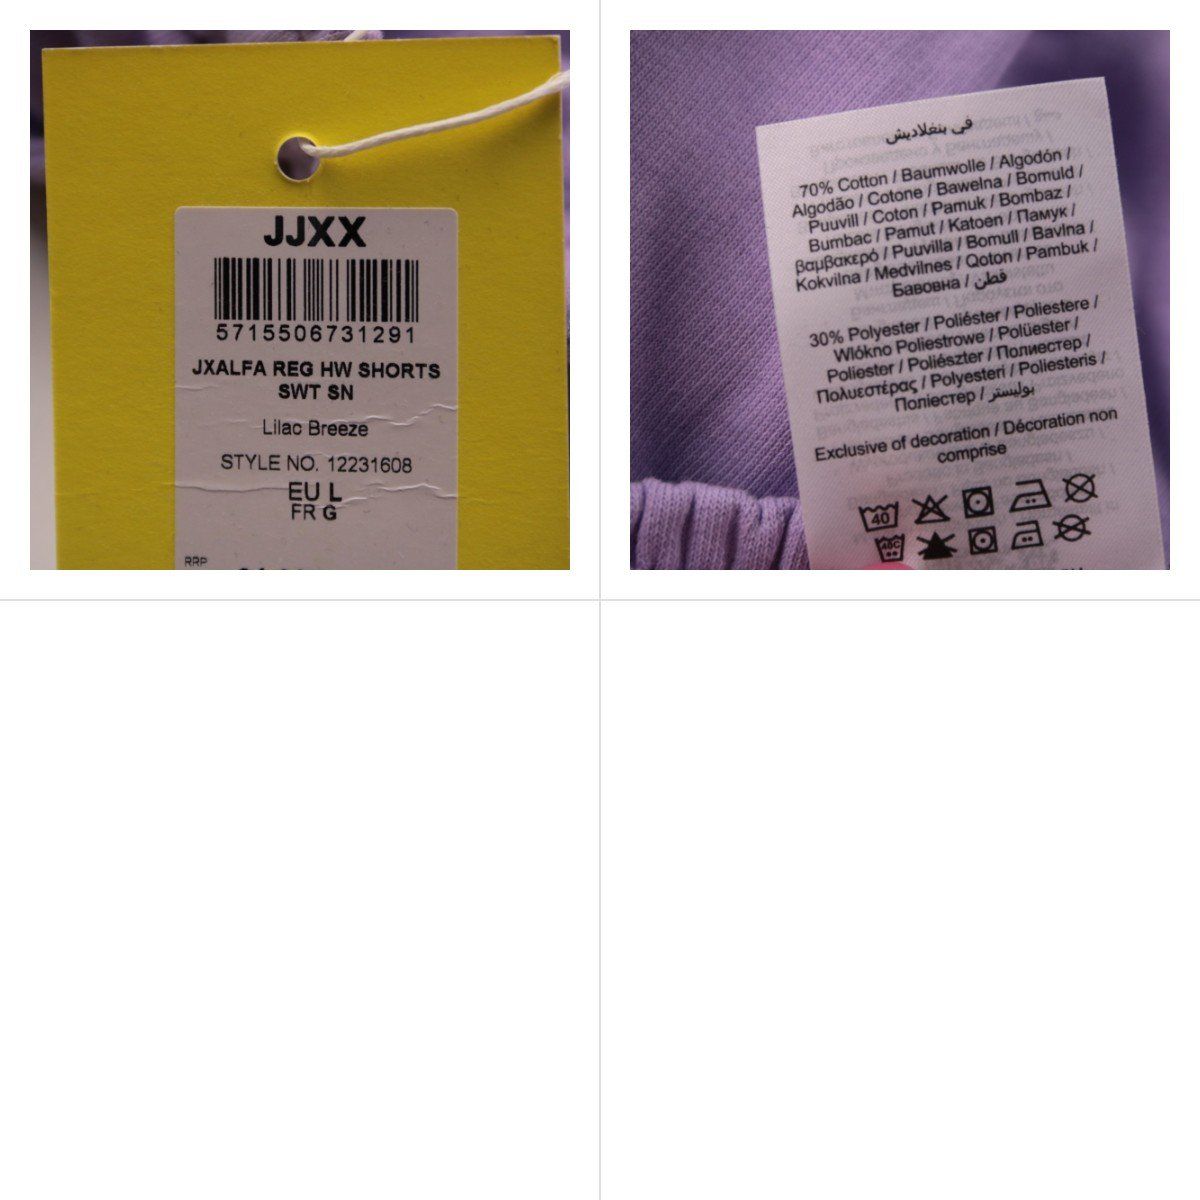 JJXX
5715506731291
JXALFA REG HW SHORTS
SWT SN
Lilac Breeze
STYLE NO. 12231608
EU L
FR G
RRP
في بنغلاديش
70% Cotton / Baumwolle / Algodón /
Algodão / Cotone / Bawełna / Bomuld /
Puuvill / Coton / Pamuk / Bombaz /
Bumbac / Pamut / Katoen / Памук /
βαμβακερό / Puuvilla / Bomull / Bavlna /
Kokvilna / Medvilnes / Qoton / Pambuk /
Бавовна / قطن
30% Polyester / Poliéster / Poliestere /
Włókno Poliestrowe / Polüester /
Poliester / Poliészter / Полиестер /
Πολυεστέρας / Polyesteri / Poliesteris /
Поліестер / بوليستر
Exclusive of decoration / Décoration non
comprise
40
40C